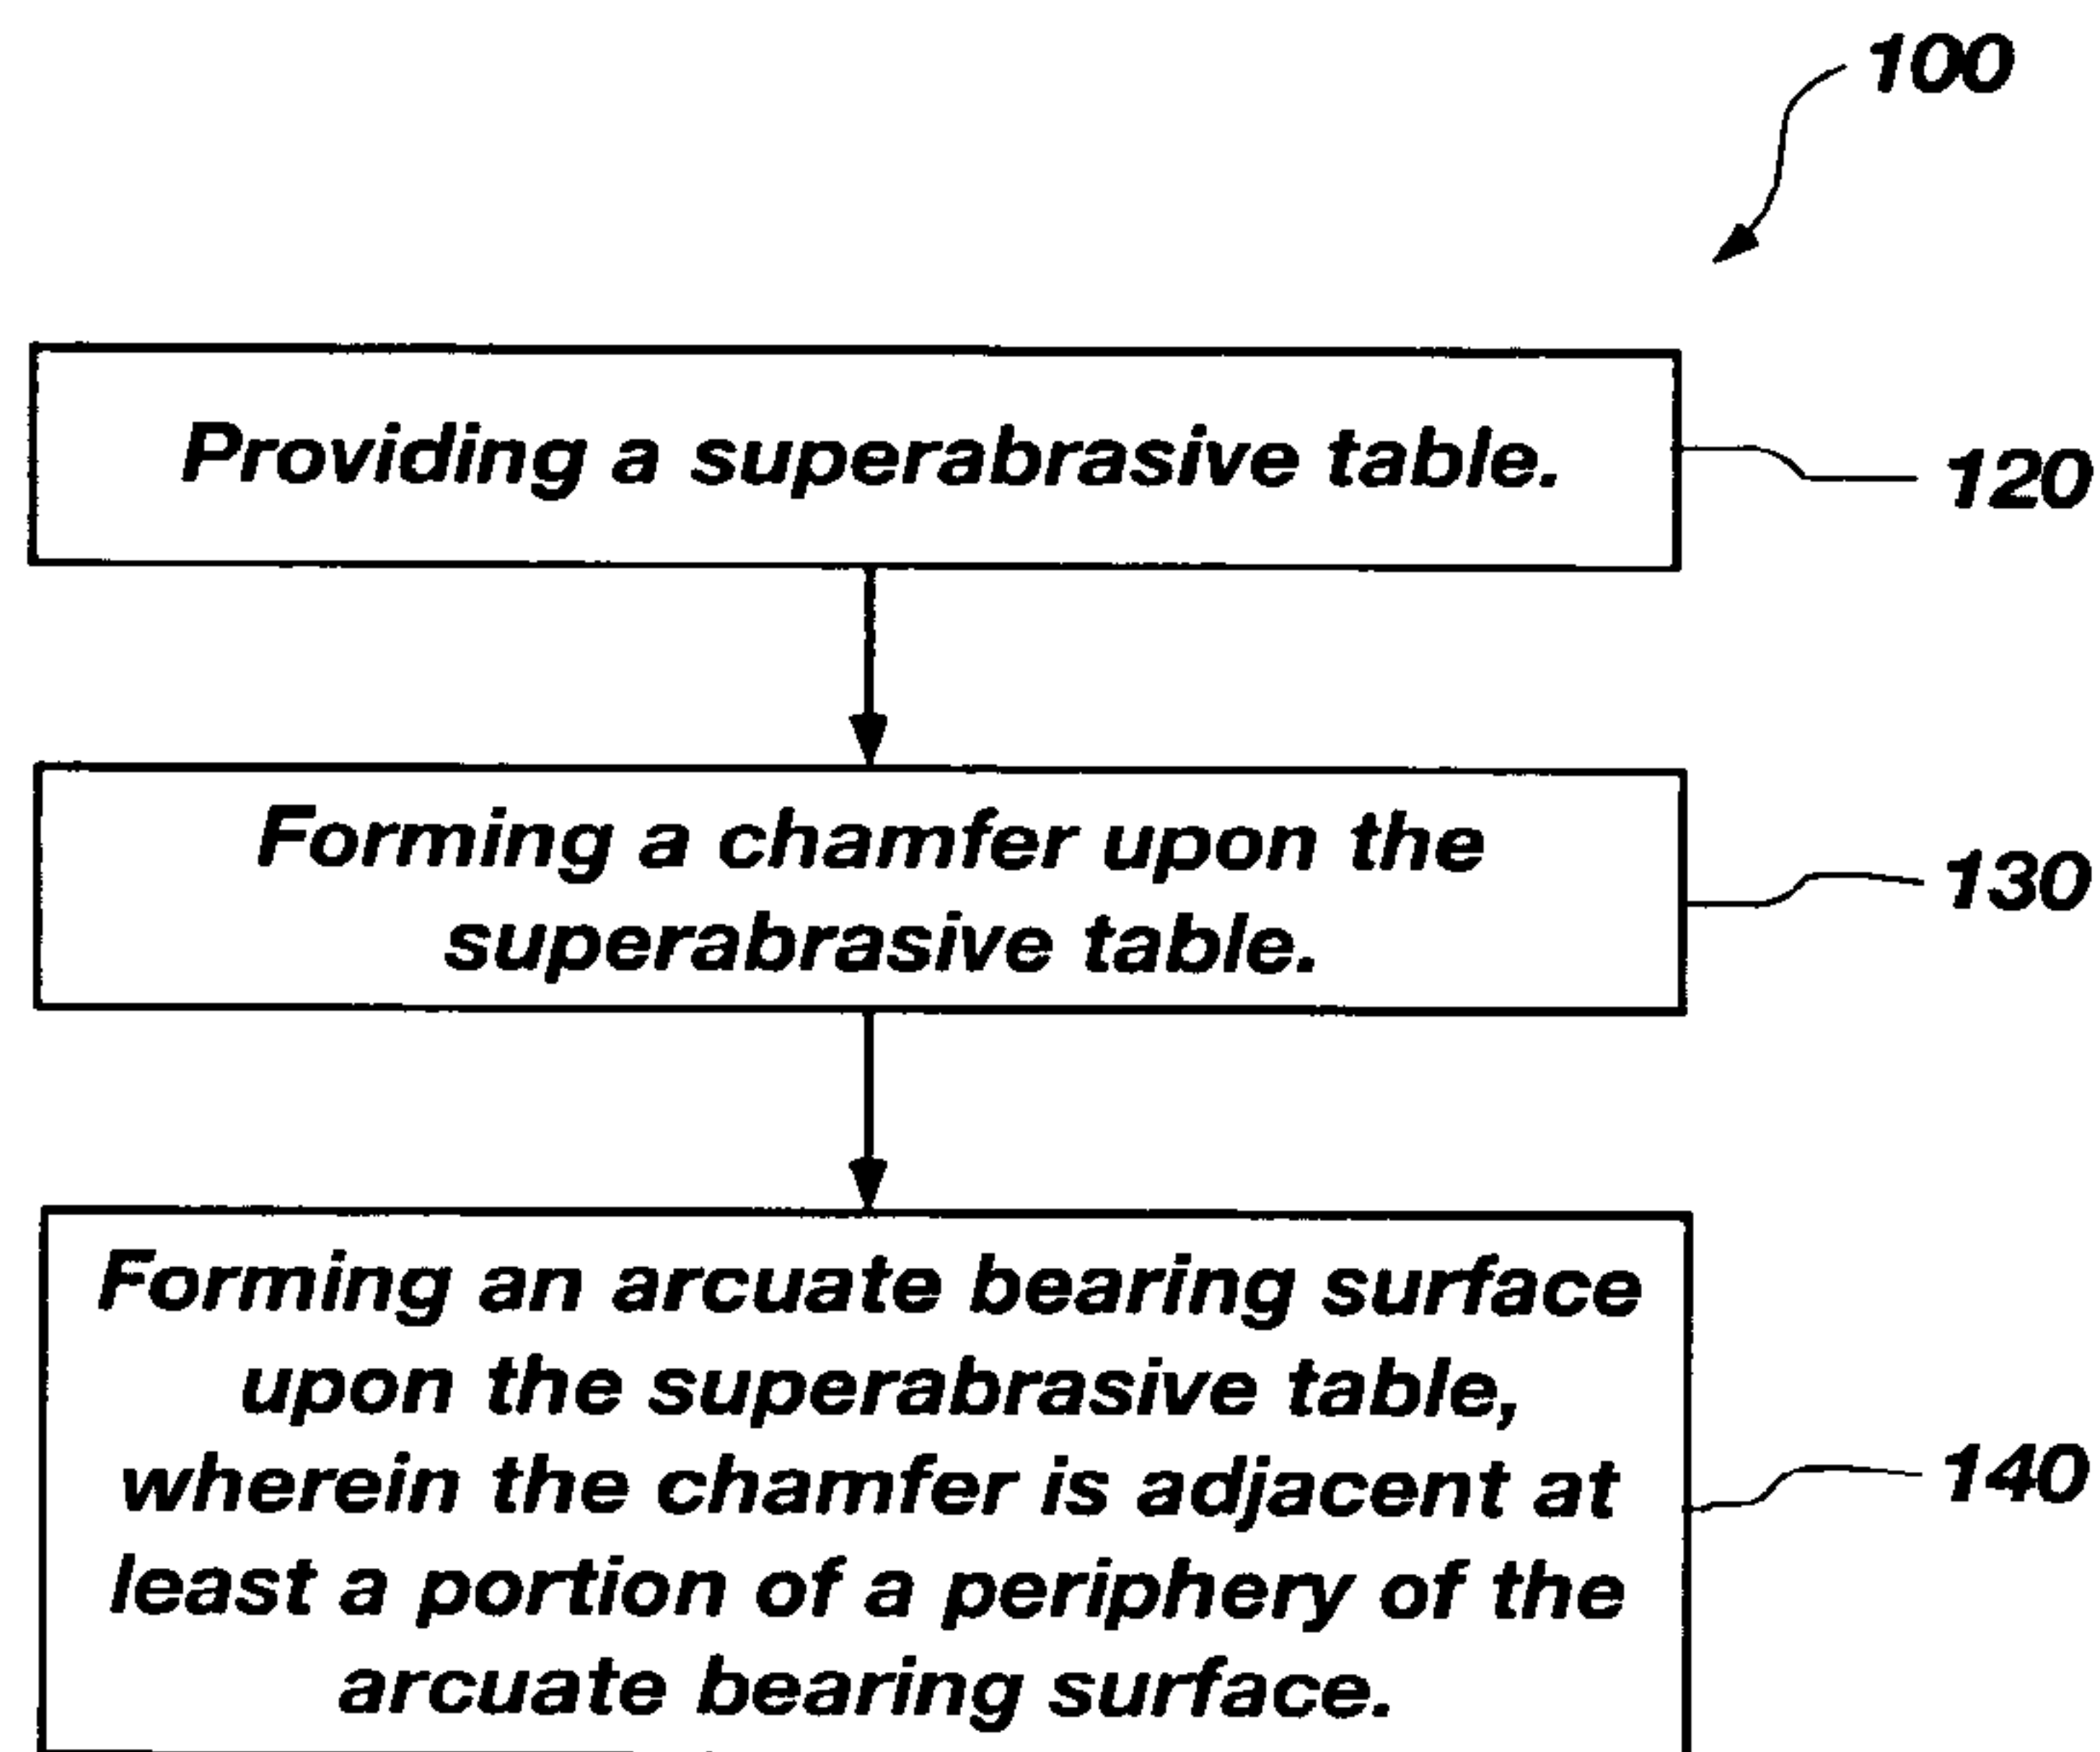 100
Providing a superabrasive table.
120
Forming a chamfer upon the
superabrasive table.
130
Forming an arcuate bearing surface
upon the superabrasive table,
wherein the chamfer is adjacent at
least a portion of a periphery of the
arcuate bearing surface.
140